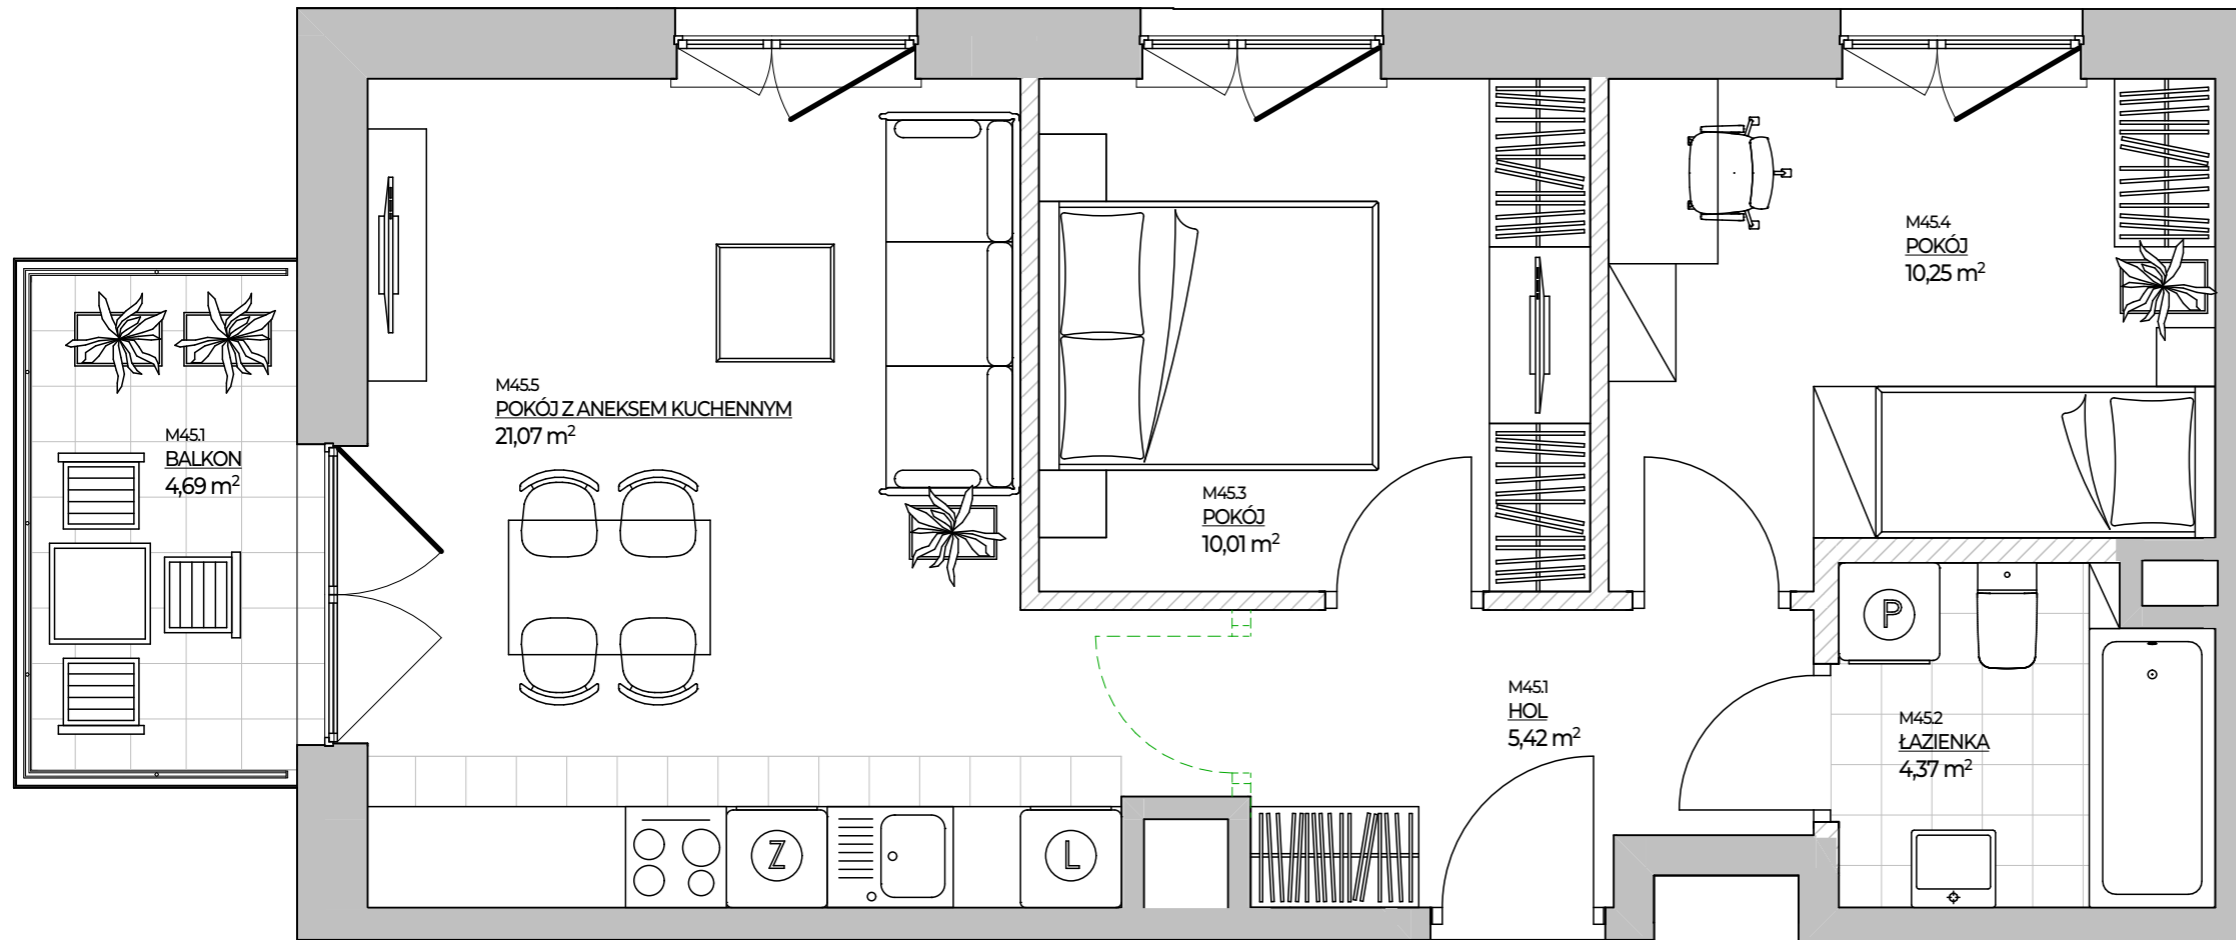 M45.4
POKÓJ
10,25 m²
M45.5
POKÓJ Z ANEKSEM KUCHENNYM
21,07 m²
M45.1
BALKON
4,69 m²
M45.3
POKÓJ
10,01 m²
P
M45.1
HOL
5,42 m²
M45.2
ŁAZIENKA
4,37 m²
Z
L